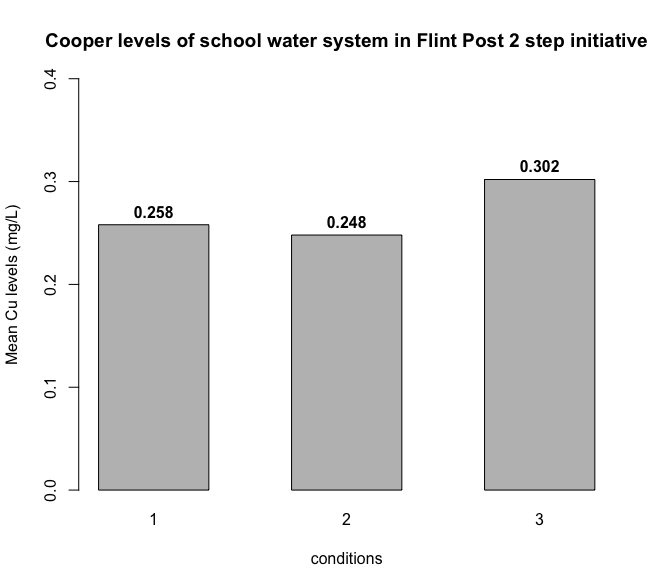 Cooper levels of school water system in Flint Post 2 step initiative
0.4
0.3
0.2
0.1
0.0
Mean Cu levels (mg/L)
0.258
0.248
0.302
1 2 3
conditions